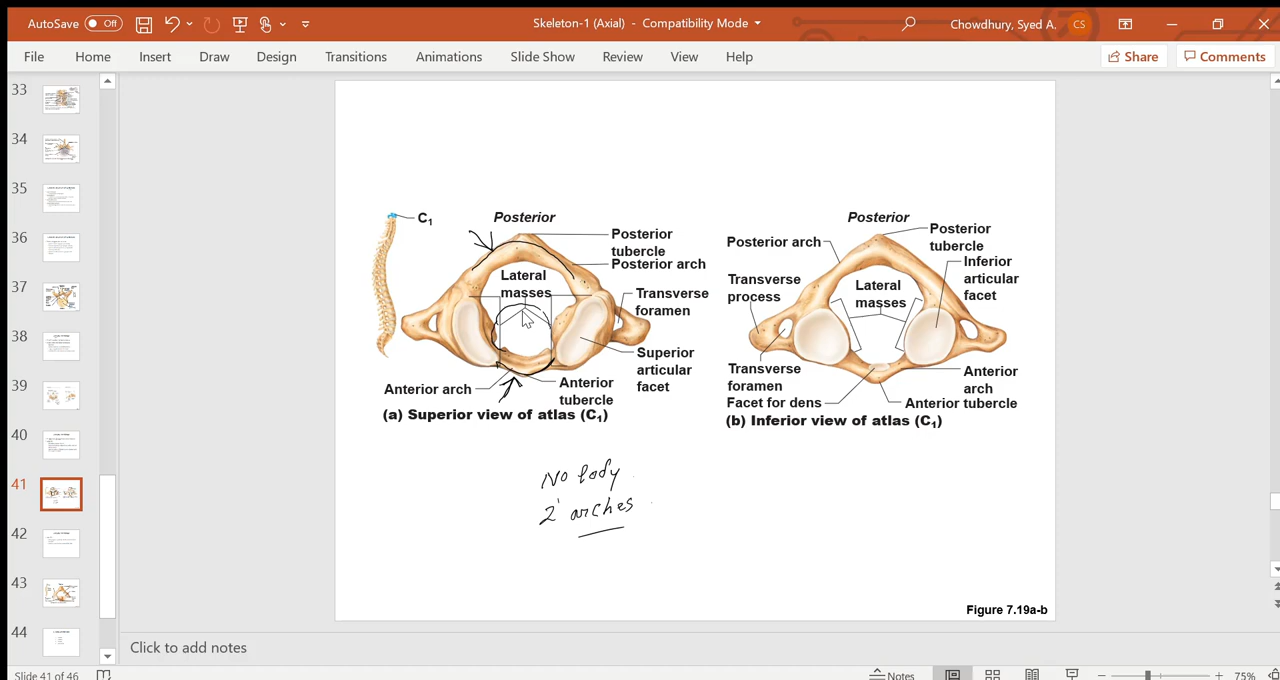 AutoSave Off Skeleton-1 (Axial) - Compatibility Mode Chowdhury, Syed A. CS
File Home Insert Draw Design Transitions Animations Slide Show Review View Help Share Comments
33
34
35
36
37
38
39
40
41
42
43
44
C1
Posterior
Posterior
tubercle
Posterior arch
Lateral
masses
Transverse
foramen
Superior
articular
facet
Anterior arch
Anterior
tubercle
(a) Superior view of atlas (C1)
Posterior
Posterior arch
Posterior
tubercle
Inferior
articular
facet
Transverse
process
Lateral
masses
Transverse
foramen
Facet for dens
Anterior
arch
Anterior tubercle
(b) Inferior view of atlas (C1)
No body
2 arches
Figure 7.19a-b
Click to add notes
Slide 41 of 46 Notes 75%